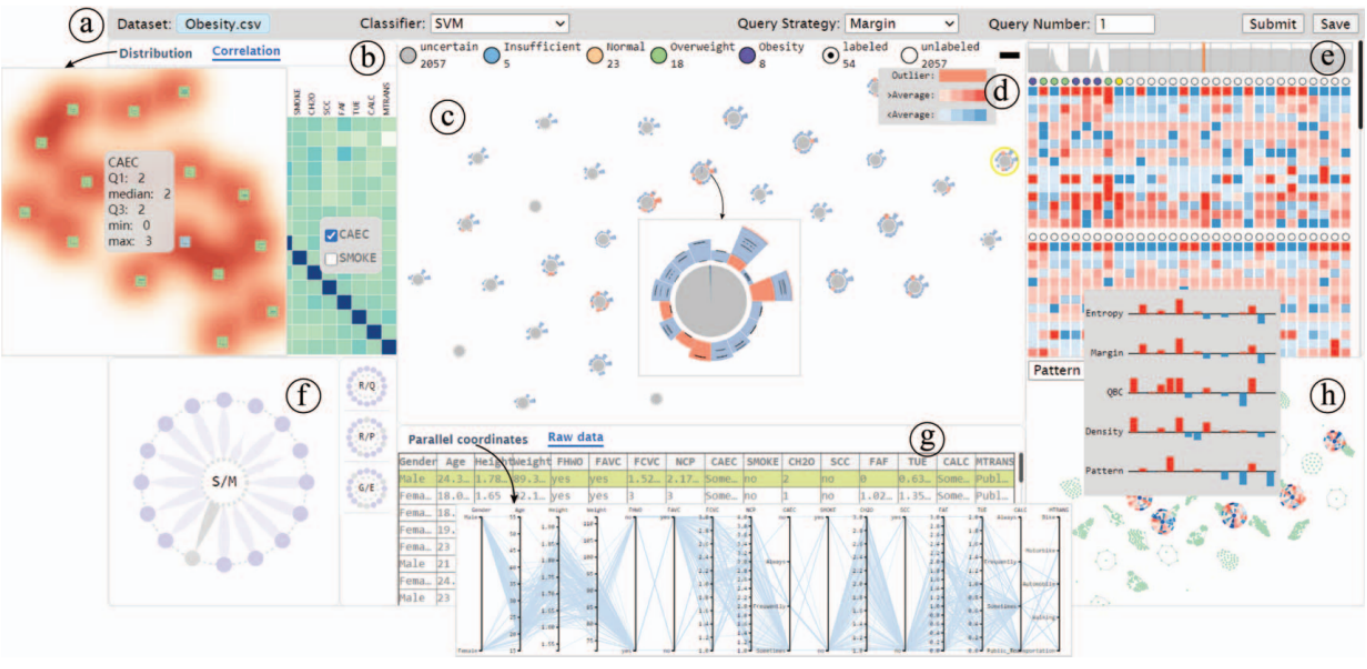 a
Dataset: Obesity.csv
Classifier: SVM
Query Strategy: Margin
Query Number: 1
Submit
Save
Distribution
Correlation
b
SMOKE
CH2O
SCC
FAF
TUE
CALC
MTRANS
CAEC
Q1: 2
median: 2
Q3: 2
min: 0
max: 3
CAEC
SMOKE
uncertain
2057
Insufficient
5
Normal
23
Overweight
18
Obesity
8
labeled
54
unlabeled
2057
c
Outlier:
>Average:
<Average:
d
e
Entropy
Margin
QBC
Density
Pattern
Pattern
h
f
S/M
R/Q
R/P
G/E
Parallel coordinates
Raw data
g
Gender Age Height Weight FHWO FAVC FCVC NCP CAEC SMOKE CH2O SCC FAF TUE CALC MTRANS
Male 24.3… 1.78… 89.3… yes yes 1.52… 2.17… Some… no 2 no 0 0.63… Some… Publ…
Fema… 18.0… 1.65 82.1… yes yes 3 3 Some… no 1 no 1.02… 1.35… Some… Publ…
Fema… 18.
Fema… 19.
Fema… 23
Male 21
Fema… 24.
Male 23
Gender Age Height Weight FAVC NCP CAEC SMOKE CH2O SCC FAF TUE CALC MTRANS
Male
Female
yes
no
Always
Frequently
Sometimes
no
Always
Frequently
Sometimes
no
Bike
Motorbike
Automobile
Walking
Public_Transportation